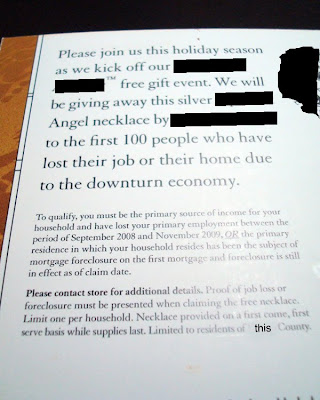 Please join us this holiday season
as we kick off our
™ free gift event. We will
be giving away this silver
Angel necklace by
to the first 100 people who have
lost their job or their home due
to the downturn economy.
To qualify, you must be the primary source of income for your
household and have lost your primary employment between the
period of September 2008 and November 2009, OR the primary
residence in which your household resides has been the subject of
mortgage foreclosure on the first mortgage and foreclosure is still
in effect as of claim date.
Please contact store for additional details. Proof of job loss or
foreclosure must be presented when claiming the free necklace.
Limit one per household. Necklace provided on a first come, first
serve basis while supplies last. Limited to residents of this County.